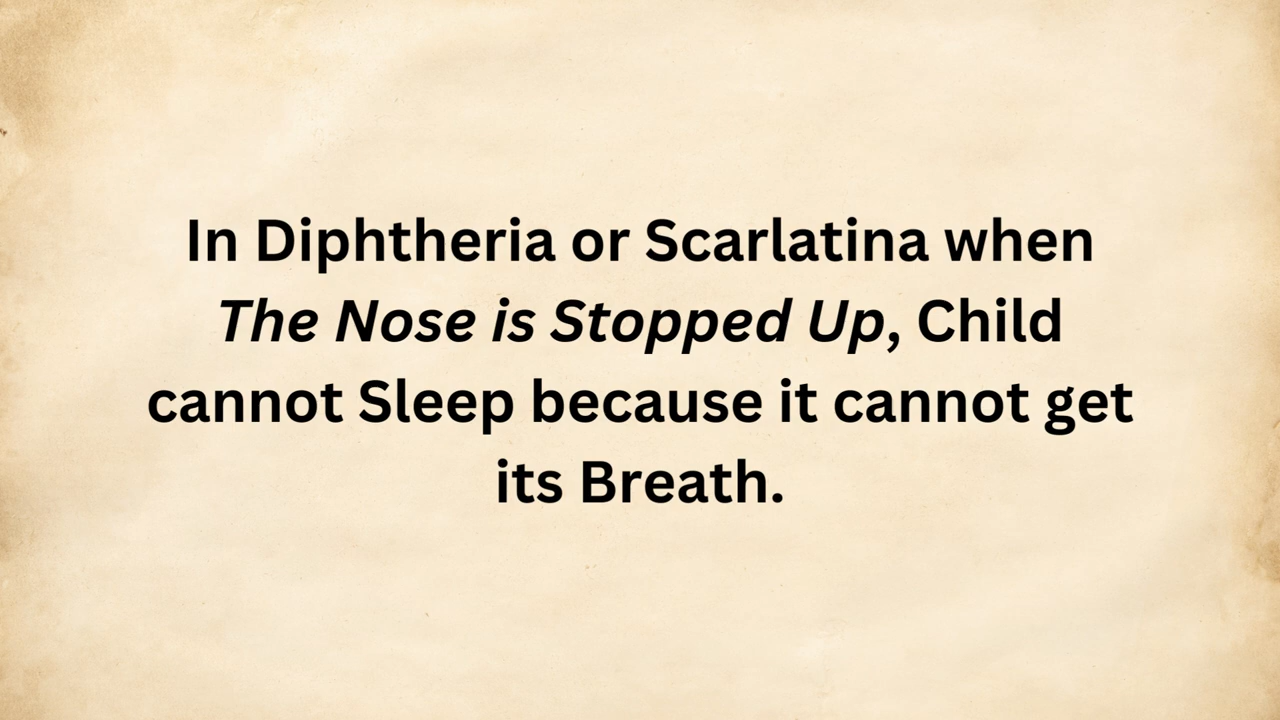 In Diphtheria or Scarlatina when
The Nose is Stopped Up, Child
cannot Sleep because it cannot get
its Breath.